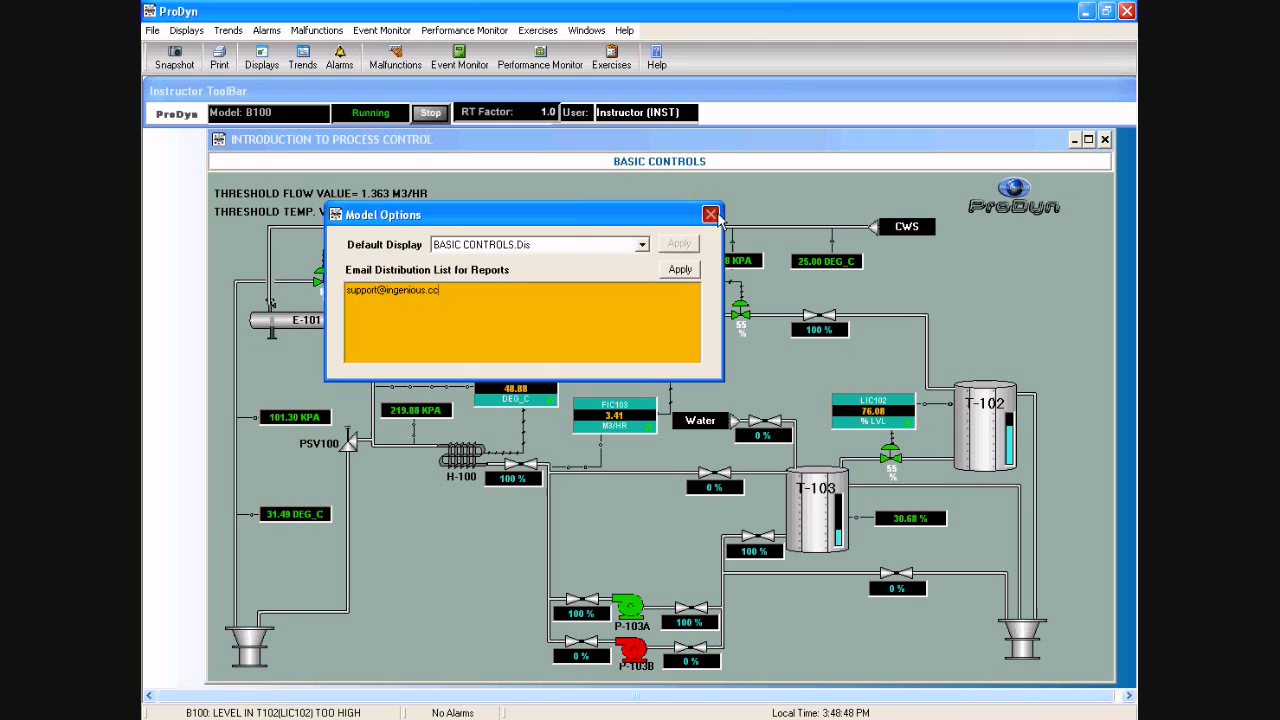 ProDyn
File Displays Trends Alarms Malfunctions Event Monitor Performance Monitor Exercises Windows Help
Snapshot Print Displays Trends Alarms Malfunctions Event Monitor Performance Monitor Exercises Help
Instructor ToolBar
ProDyn Model: B100 Running Stop RT Factor: 1.0 User: Instructor (INST)
INTRODUCTION TO PROCESS CONTROL
BASIC CONTROLS
THRESHOLD FLOW VALUE= 1.363 M3/HR
THRESHOLD TEMP.
ProDyn
Model Options
CWS
Default Display BASIC CONTROLS.Dis Apply
KPA 25.00 DEG_C
Email Distribution List for Reports Apply
support@ingenious.cc
E-101
55
%
100 %
48.88
DEG_C
FIC103
3.41
M3/HR
LIC102
76.08
% LVL
T-102
101.30 KPA
219.88 KPA
Water
0 %
PSV100
H-100
100 %
0 %
55
%
T-103
31.49 DEG_C
30.68 %
100 %
0 %
100 %
P-103A
100 %
0 %
P-103B
0 %
B100: LEVEL IN T102(LIC102) TOO HIGH No Alarms Local Time: 3:48:48 PM